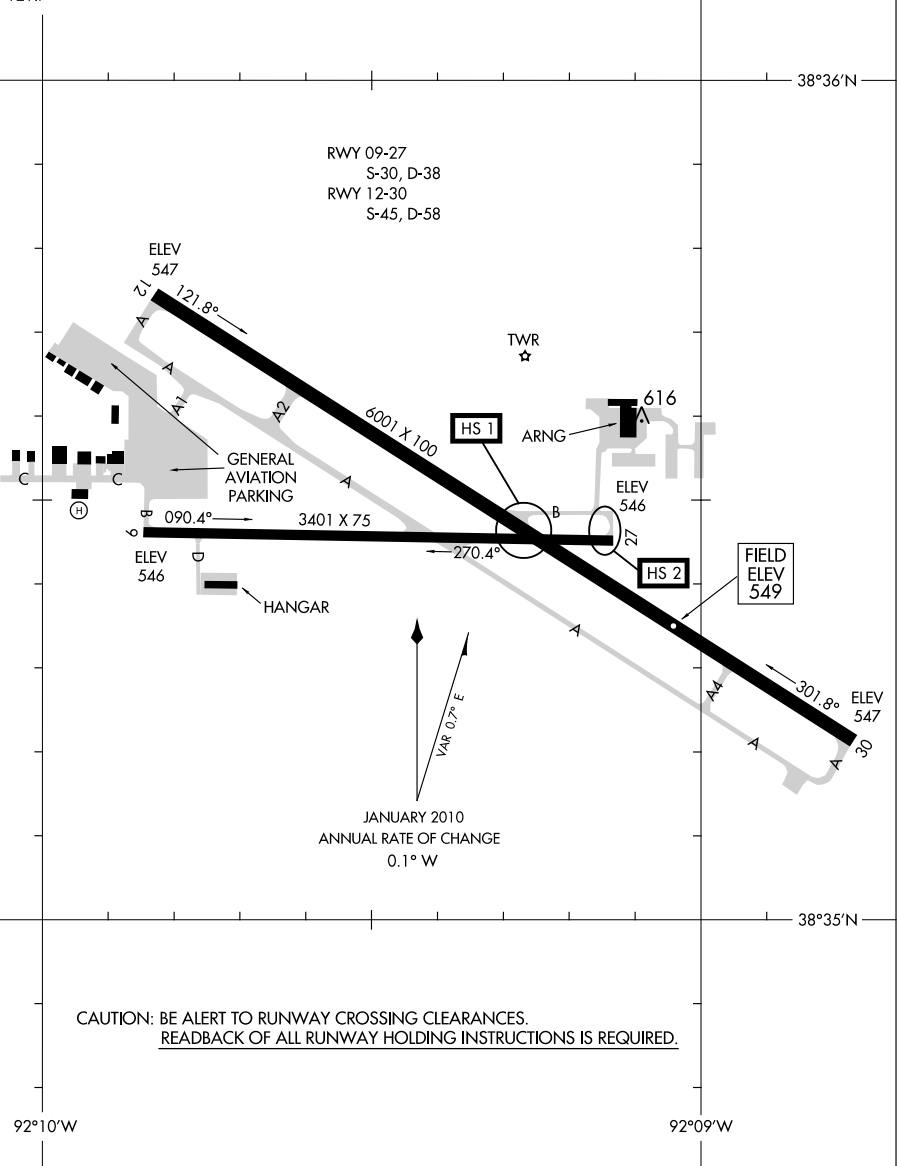 38°36'N
RWY 09-27
S-30, D-38
RWY 12-30
S-45, D-58
ELEV
547
12
121.8°
A
A
A1
A2
TWR
6001 X 100
HS 1
616
ARNG
GENERAL
AVIATION
PARKING
A
C
C
H
ELEV
546
B
B
9
090.4°
3401 X 75
270.4°
27
ELEV
546
D
HS 2
FIELD
ELEV
549
HANGAR
A
A4
301.8°
ELEV
547
30
A
A
VAR 0.7° E
JANUARY 2010
ANNUAL RATE OF CHANGE
0.1° W
38°35'N
CAUTION: BE ALERT TO RUNWAY CROSSING CLEARANCES.
READBACK OF ALL RUNWAY HOLDING INSTRUCTIONS IS REQUIRED.
92°10'W
92°09'W